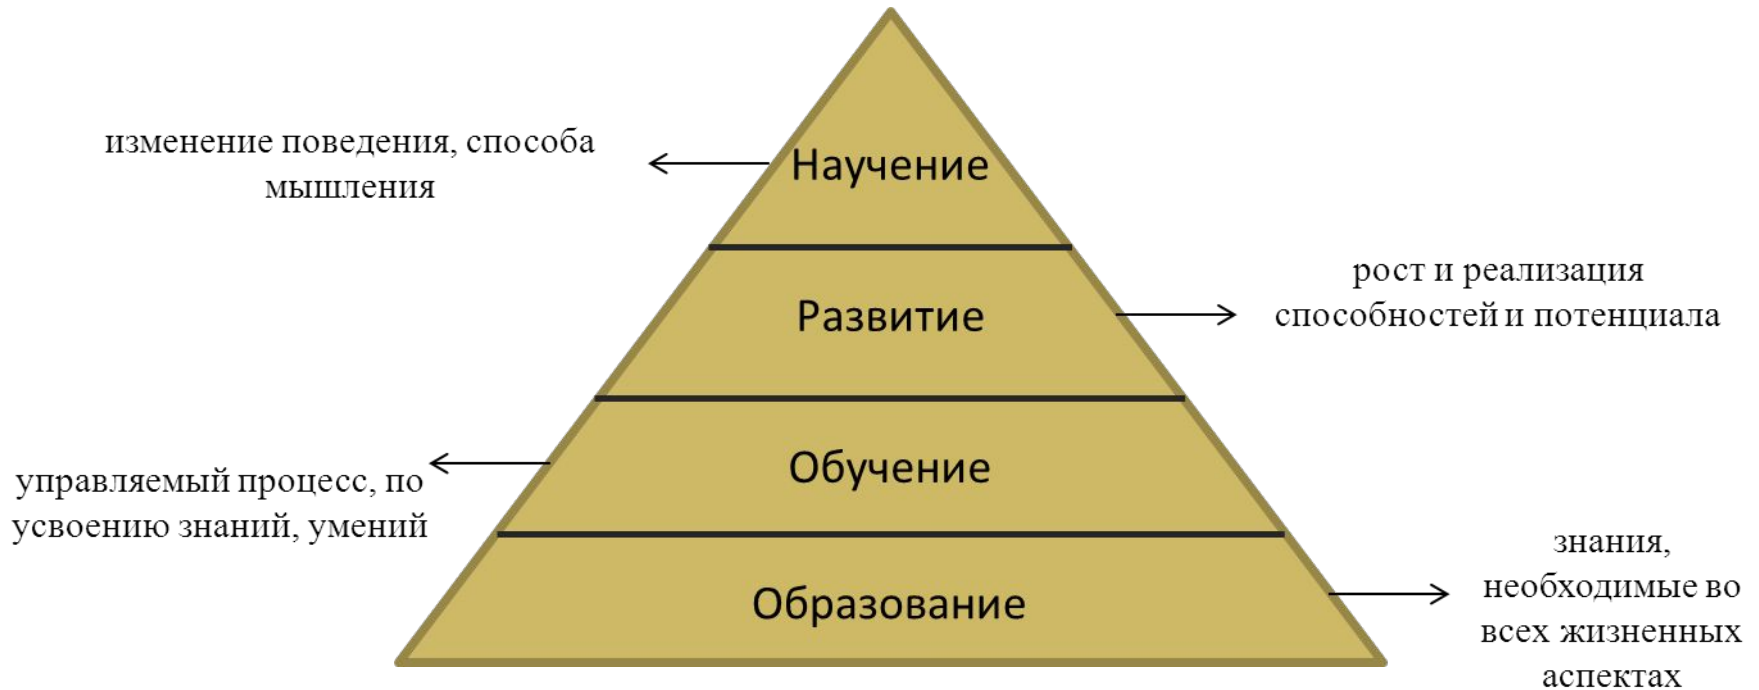 изменение поведения, способа
мышления
Научение
рост и реализация
способностей и потенциала
Развитие
управляемый процесс, по
усвоению знаний, умений
Обучение
знания,
необходимые во
всех жизненных
аспектах
Образование